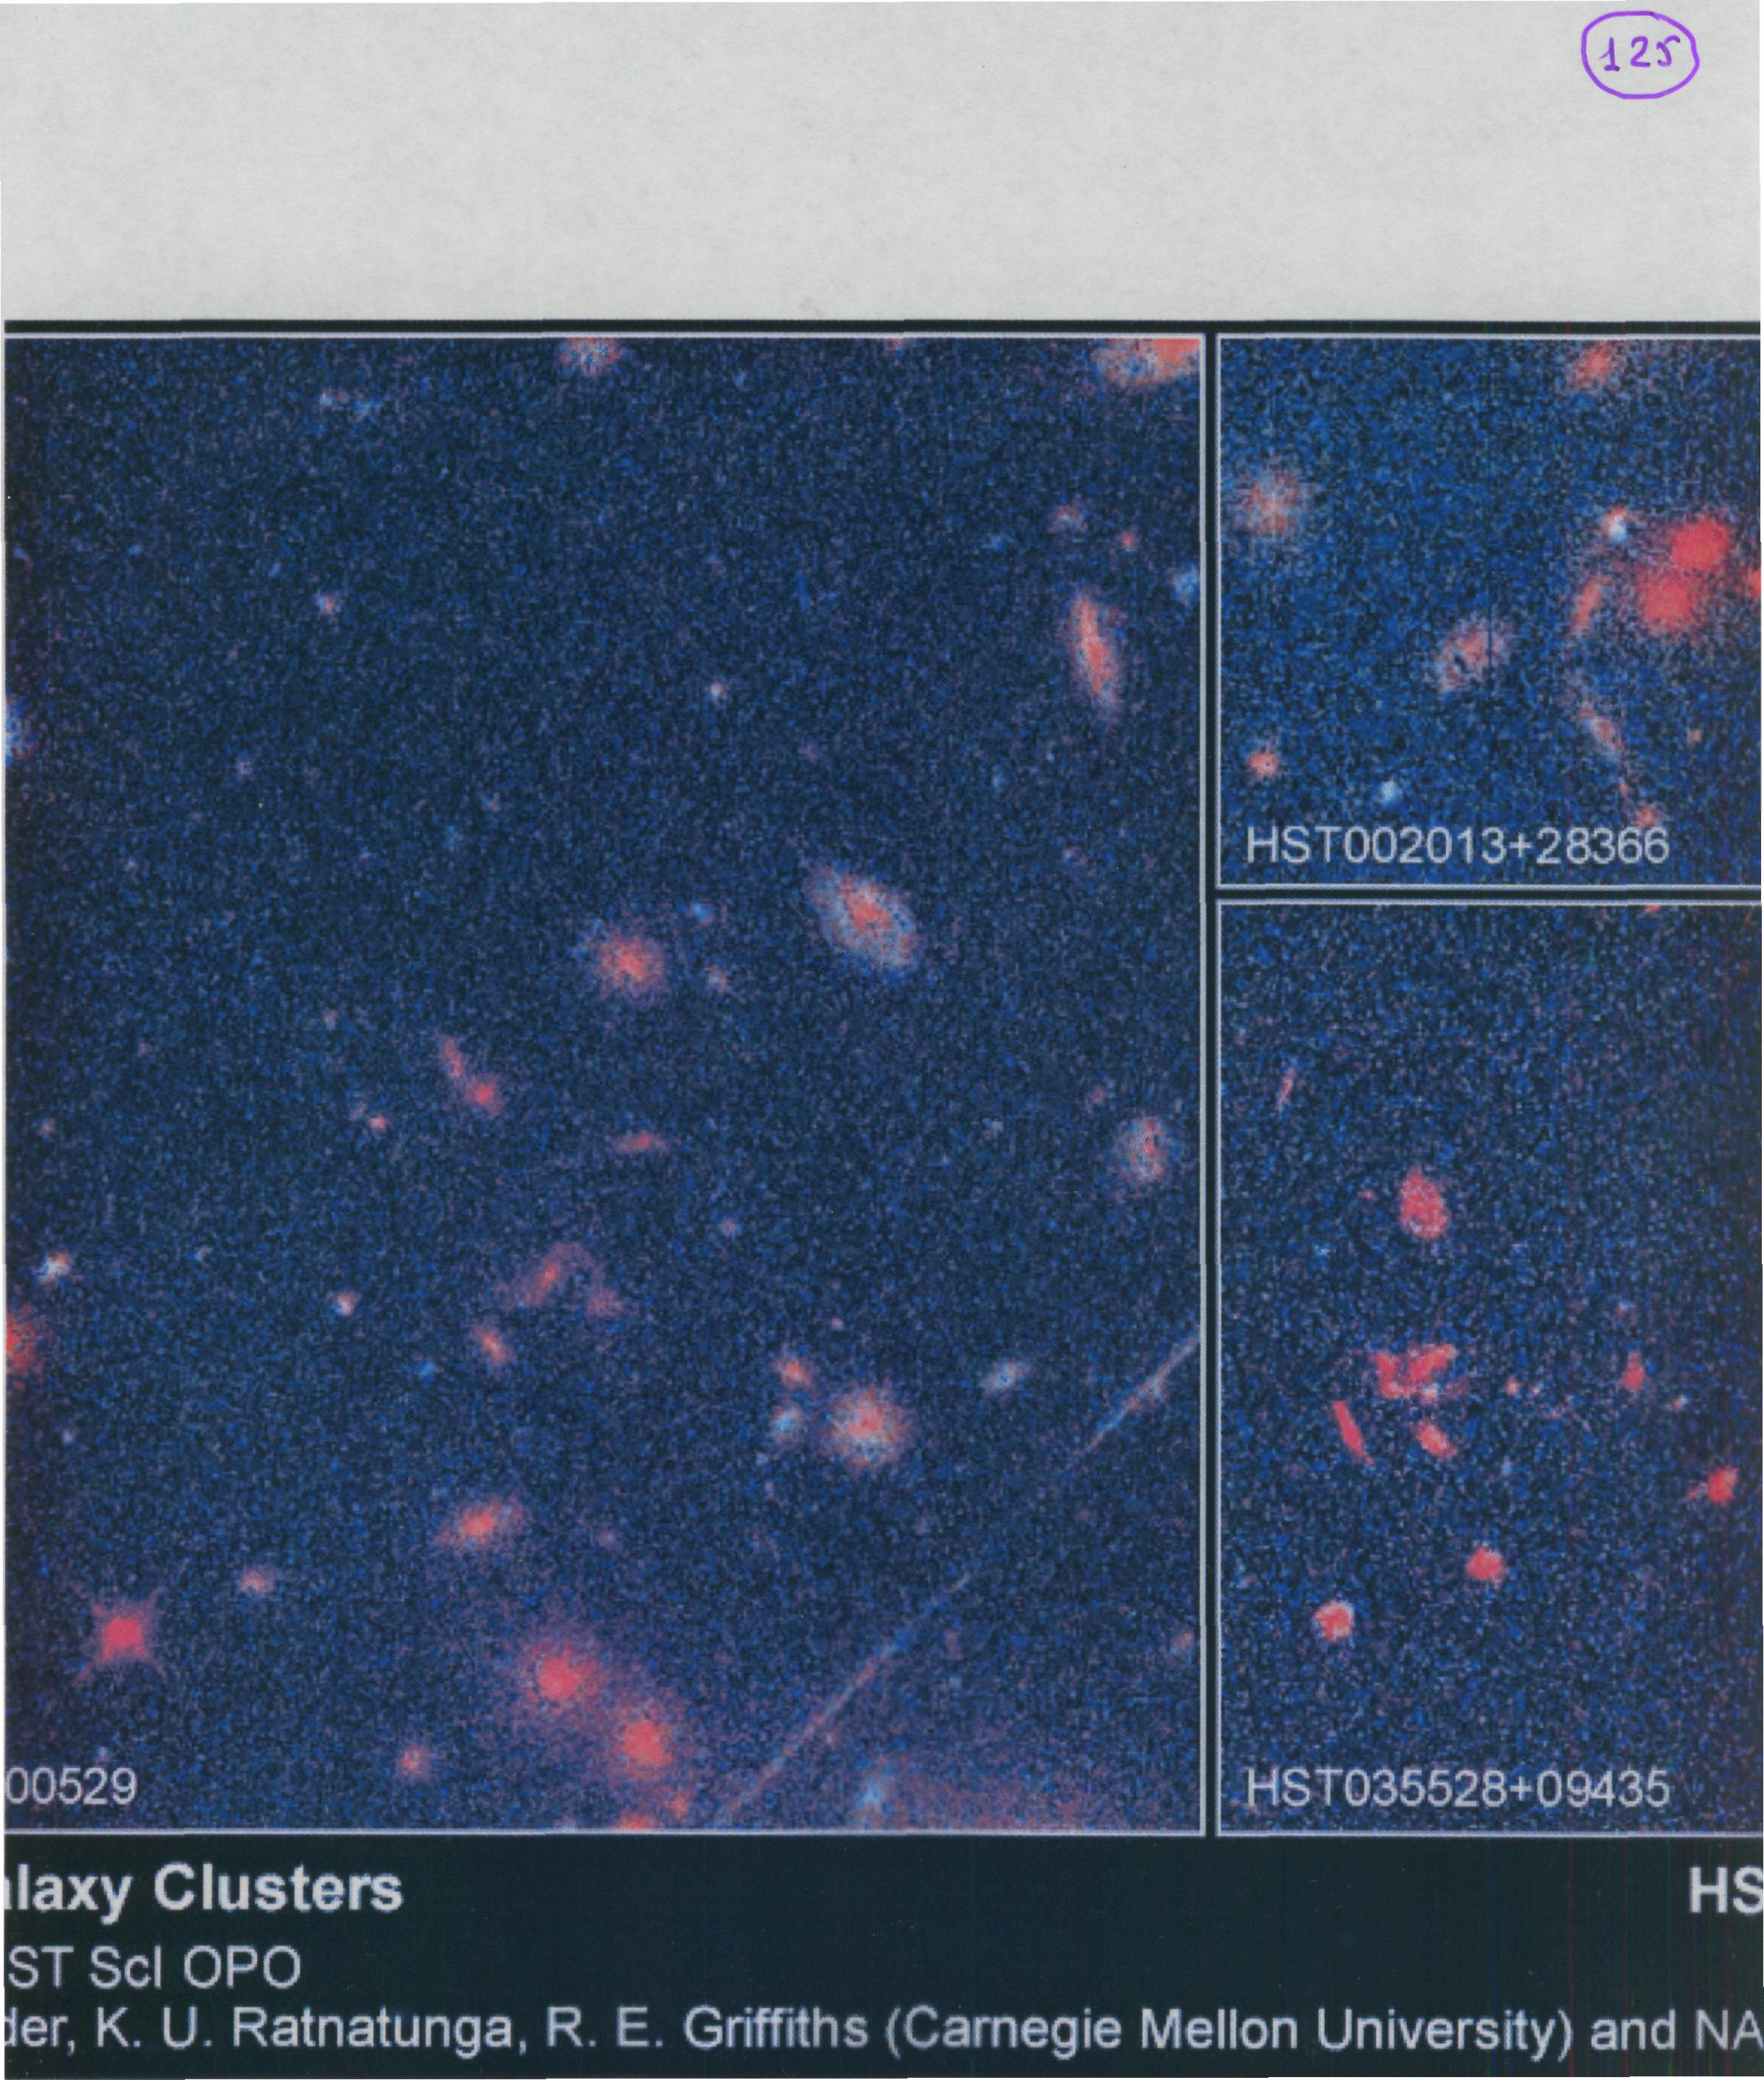 125
HST002013+28366
00529
HST035528+09435
laxy Clusters
HS
ST ScI OPO
der, K. U. Ratnatunga, R. E. Griffiths (Carnegie Mellon University) and NA